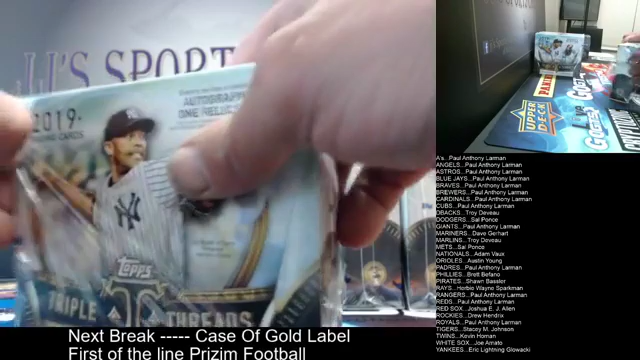 LI'S SPORT
2019
AUTOGRAPH
ONE RELIC
topps
TRIPLE THREADS
UPPER DECK
PANINI
Next Break ----- Case Of Gold Label
First of the line Prizim Football
A's...Paul Anthony Larman
ANGELS...Paul Anthony Larman
ASTROS...Paul Anthony Larman
BLUE JAYS...Paul Anthony Larman
BRAVES...Paul Anthony Larman
BREWERS...Paul Anthony Larman
CARDINALS...Paul Anthony Larman
CUBS...Paul Anthony Larman
DBACKS...Troy Deveau
DODGERS...Sal Ponce
GIANTS...Paul Anthony Larman
MARINERS...Dave Gerhart
MARLINS...Troy Deveau
METS...Sal Ponce
NATIONALS...Adam Vaux
ORIOLES...Austin Young
PADRES...Paul Anthony Larman
PHILLIES...Brett Befano
PIRATES...Shawn Bassler
RAYS...Horbie Wayne Sparkman
RANGERS...Paul Anthony Larman
REDS...Paul Anthony Larman
RED SOX...Joshua E. J. Allen
ROCKIES...Drew Hendrix
ROYALS...Paul Anthony Larman
TIGERS...Stacey M. Johnson
TWINS...Kevin Homan
WHITE SOX...Joe Amato
YANKEES...Eric Lightning Glowacki